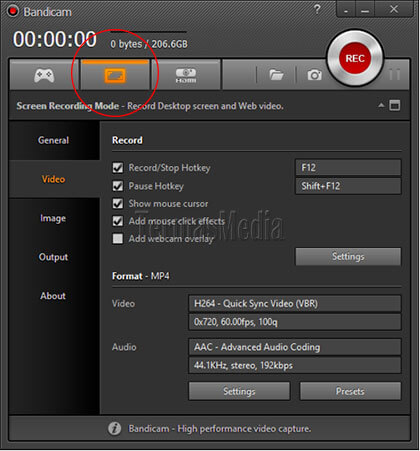 Bandicam
?
00:00:00 0 bytes / 206.6GB
REC
HDMI
Screen Recording Mode - Record Desktop screen and Web video.
General
Video
Image
Output
About
Record
Record/Stop Hotkey F12
Pause Hotkey Shift+F12
Show mouse cursor
Add mouse click effects
Add webcam overlay
TeknasMedia
Settings
Format - MP4
Video H264 - Quick Sync Video (VBR)
0x720, 60.00fps, 100q
Audio AAC - Advanced Audio Coding
44.1KHz, stereo, 192kbps
Settings Presets
Bandicam - High performance video capture.